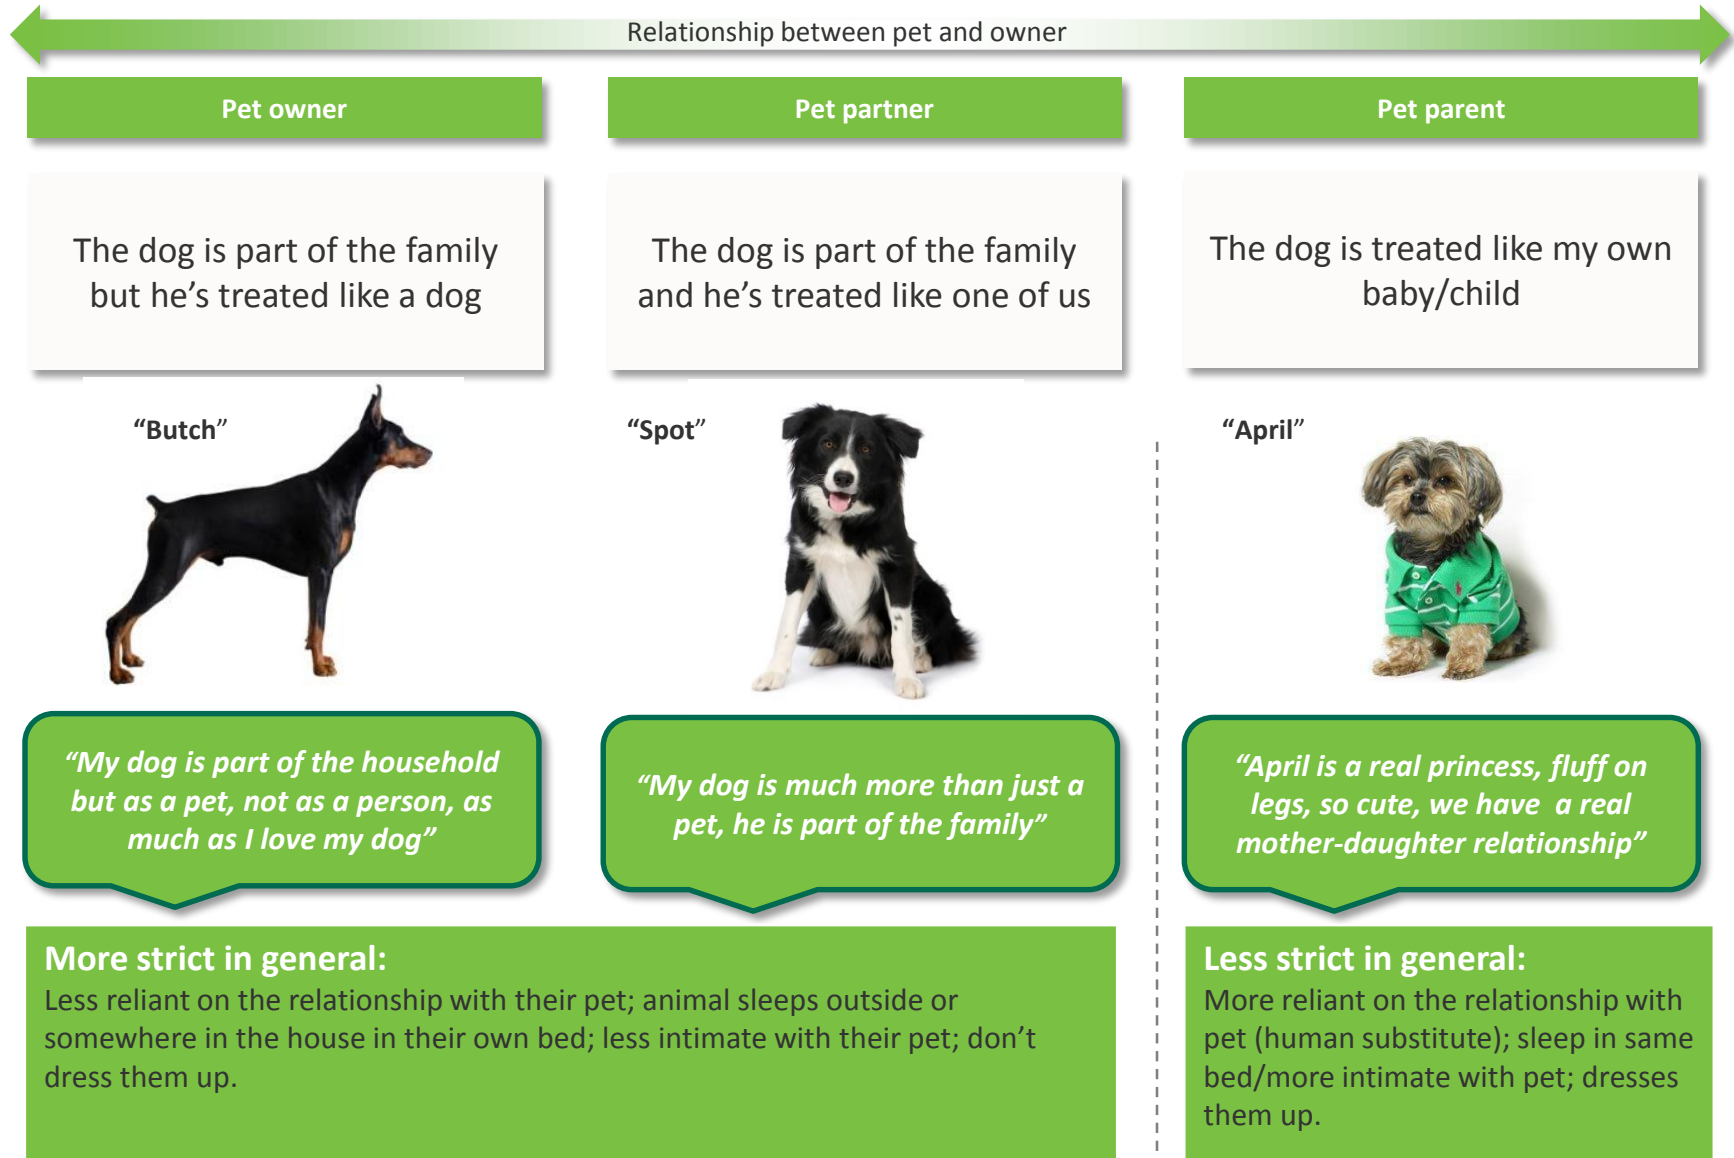 Relationship between pet and owner
Pet owner
Pet partner
Pet parent
The dog is part of the family
but he’s treated like a dog
The dog is part of the family
and he’s treated like one of us
The dog is treated like my own
baby/child
“Butch”
“Spot”
“April”
“My dog is part of the household
but as a pet, not as a person, as
much as I love my dog”
“My dog is much more than just a
pet, he is part of the family”
“April is a real princess, fluff on
legs, so cute, we have a real
mother-daughter relationship”
More strict in general:
Less reliant on the relationship with their pet; animal sleeps outside or
somewhere in the house in their own bed; less intimate with their pet; don’t
dress them up.
Less strict in general:
More reliant on the relationship with
pet (human substitute); sleep in same
bed/more intimate with pet; dresses
them up.